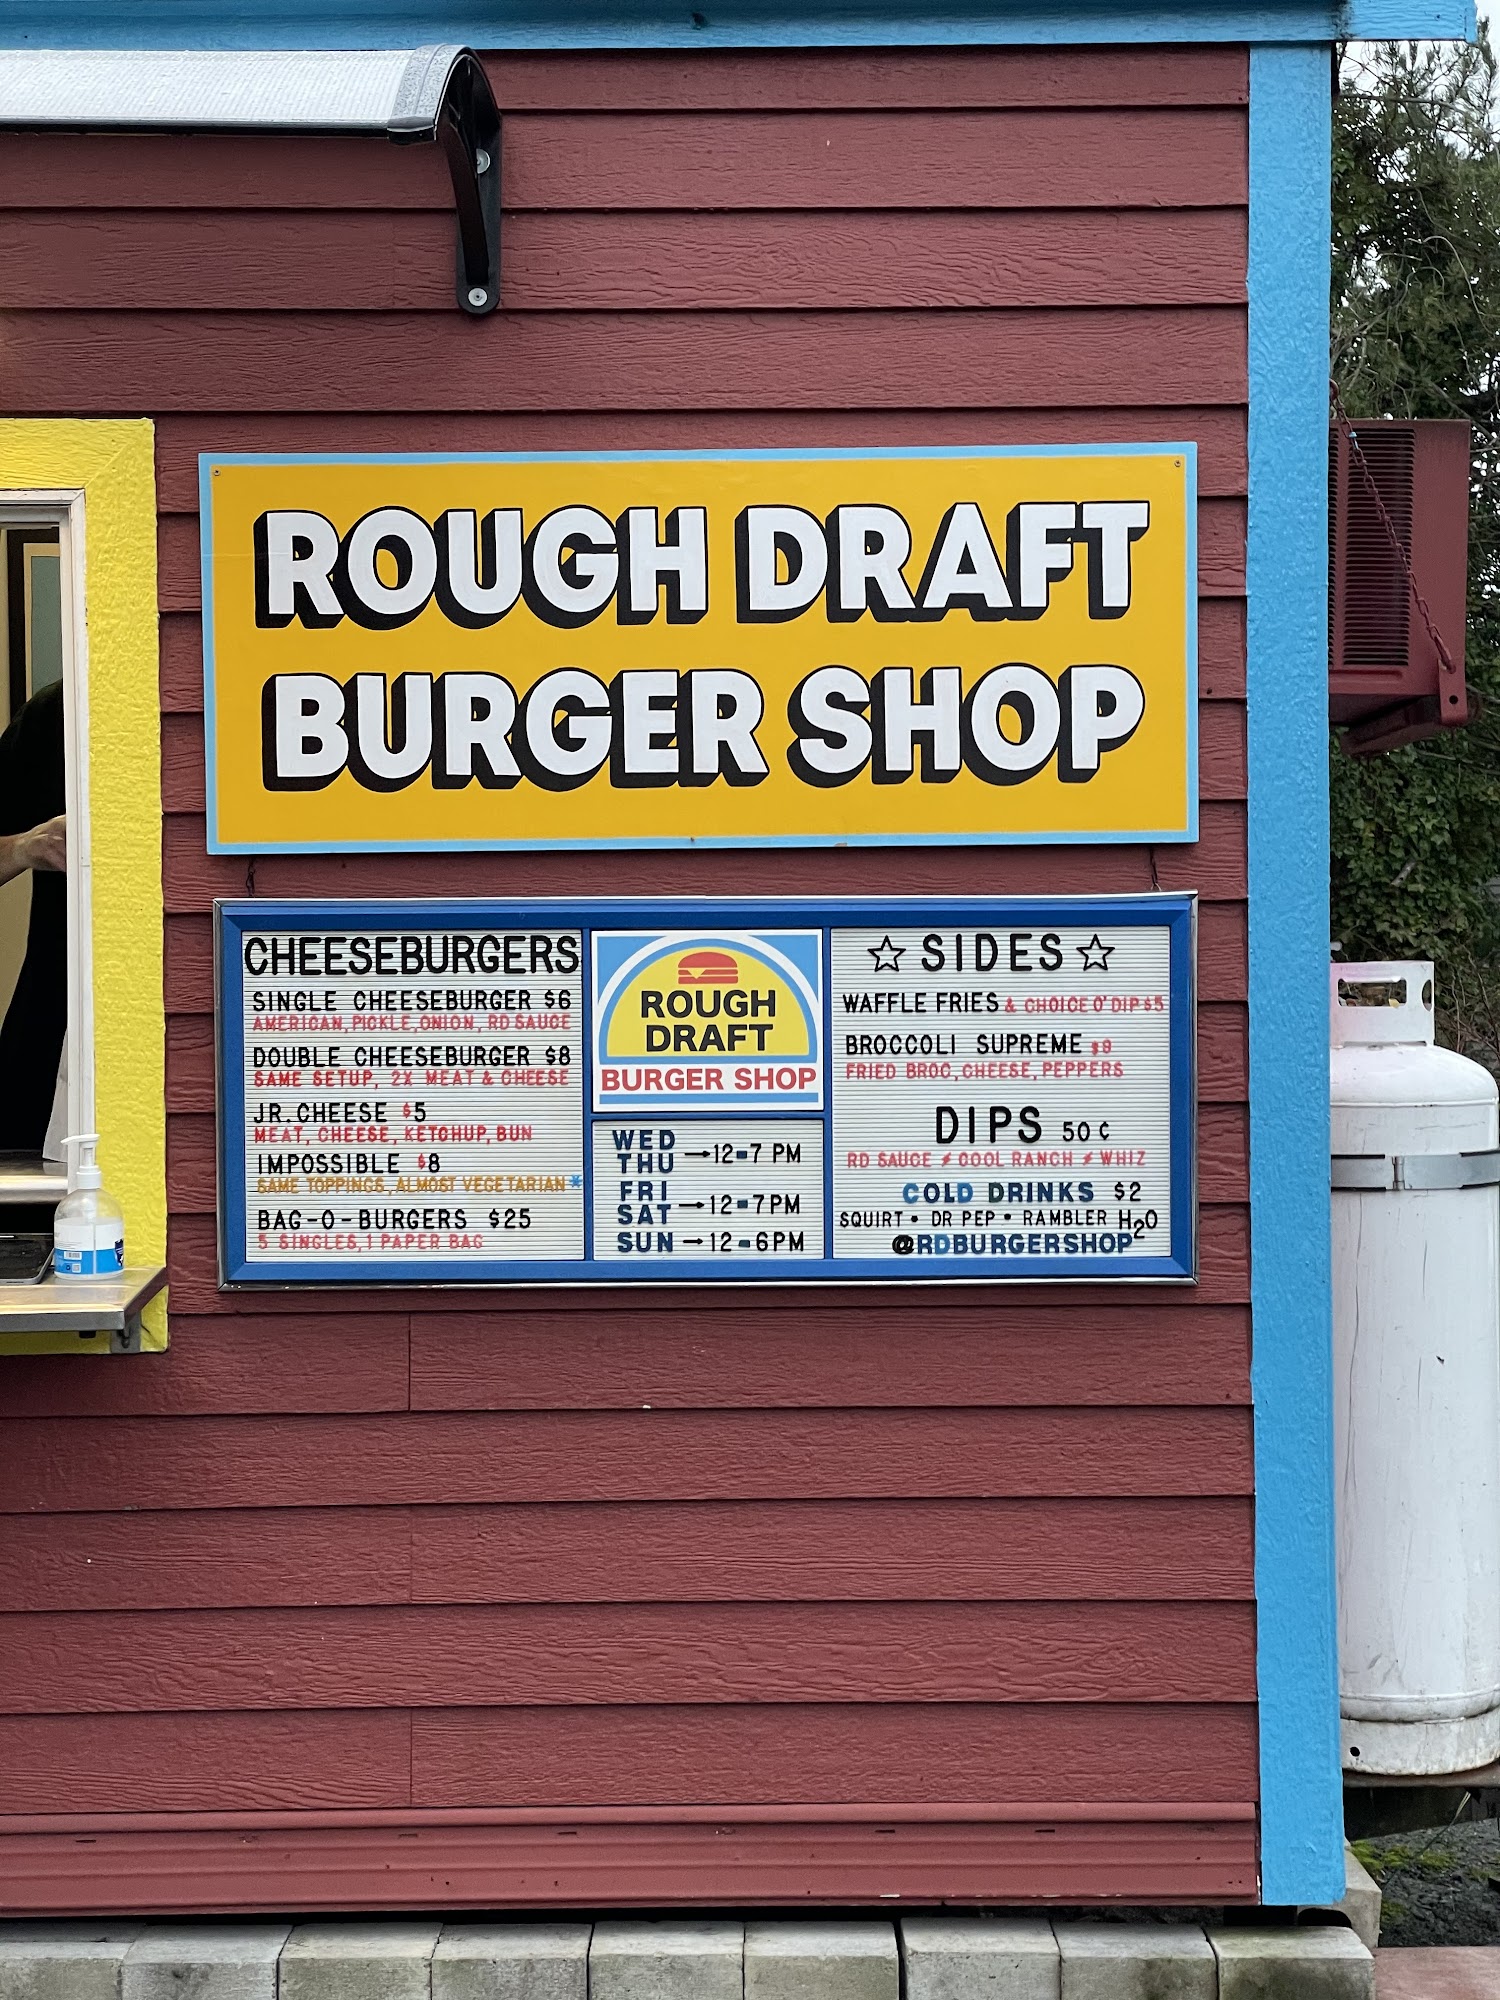 ROUGH DRAFT
BURGER SHOP
CHEESEBURGERS
SINGLE CHEESEBURGER $6
AMERICAN, PICKLE, ONION, RD SAUCE
DOUBLE CHEESEBURGER $8
SAME SETUP, 2X MEAT & CHEESE
JR. CHEESE $5
MEAT, CHEESE, KETCHUP, BUN
IMPOSSIBLE $8
SAME TOPPINGS, ALMOST VEGETARIAN*
BAG-O-BURGERS $25
5 SINGLES, 1 PAPER BAG
ROUGH
DRAFT
BURGER SHOP
WED
THU →12-7 PM
FRI
SAT →12-7PM
SUN →12-6PM
☆ SIDES ☆
WAFFLE FRIES & CHOICE O' DIP $5
BROCCOLI SUPREME $8
FRIED BROC, CHEESE, PEPPERS
DIPS 50¢
RD SAUCE ≠ COOL RANCH ≠ WHIZ
COLD DRINKS $2
SQUIRT • DR PEP • RAMBLER H2O
@RDBURGERSHOP